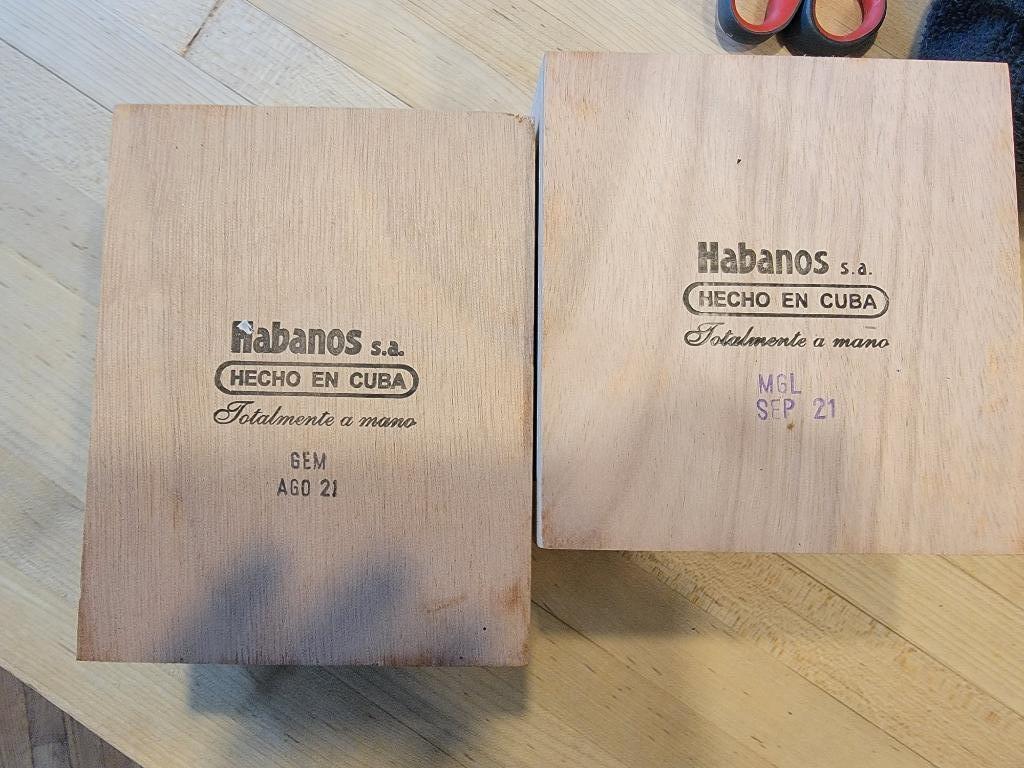 Habanos s.a.
HECHO EN CUBA
Totalmente a mano
GEM
AGO 21
Habanos s.a.
HECHO EN CUBA
Totalmente a mano
MGL
SEP 21